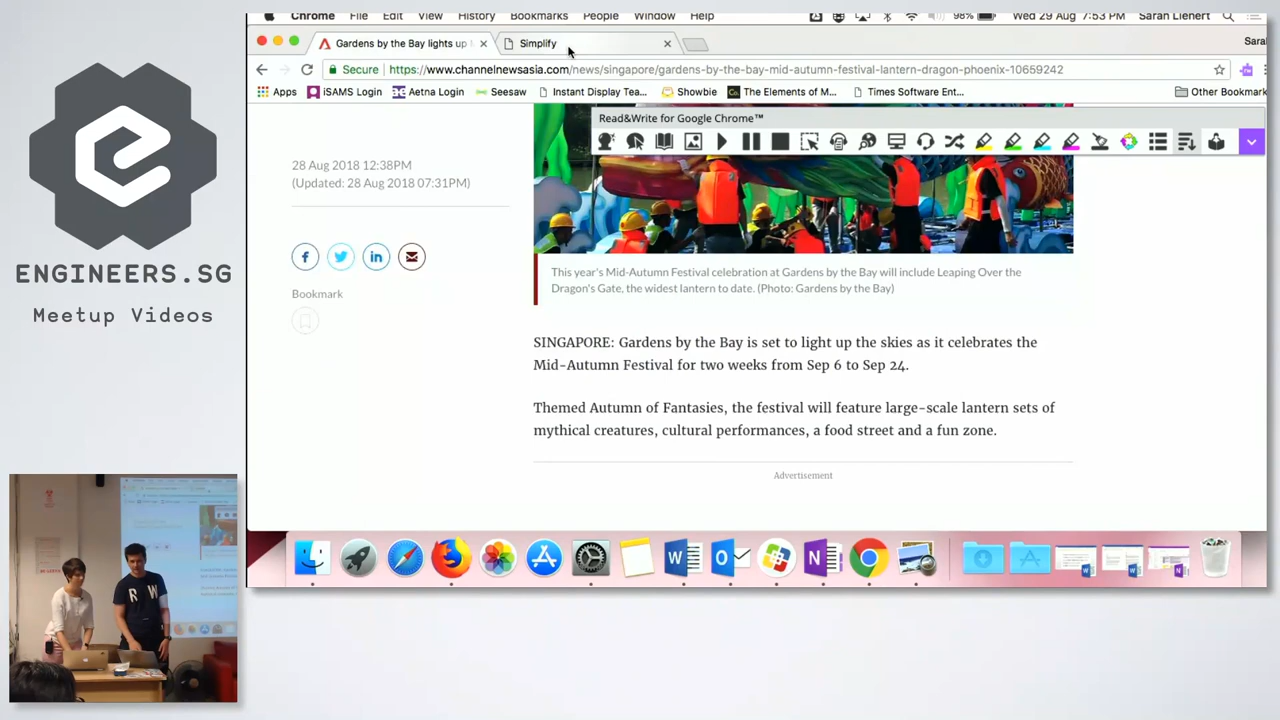 Chrome File Edit View History Bookmarks People Window Help 98% Wed 29 Aug 7:53 PM Sarah Lienert
Gardens by the Bay lights up Simplify Sara
Secure https://www.channelnewsasia.com/news/singapore/gardens-by-the-bay-mid-autumn-festival-lantern-dragon-phoenix-10659242
Apps iSAMS Login Aetna Login Seesaw Instant Display Tea... Showbie The Elements of M... Times Software Ent... Other Bookmark
Read&Write for Google Chrome™
28 Aug 2018 12:38PM
(Updated: 28 Aug 2018 07:31PM)
Bookmark
This year's Mid-Autumn Festival celebration at Gardens by the Bay will include Leaping Over the
Dragon's Gate, the widest lantern to date. (Photo: Gardens by the Bay)
SINGAPORE: Gardens by the Bay is set to light up the skies as it celebrates the
Mid-Autumn Festival for two weeks from Sep 6 to Sep 24.
Themed Autumn of Fantasies, the festival will feature large-scale lantern sets of
mythical creatures, cultural performances, a food street and a fun zone.
Advertisement
ENGINEERS.SG
Meetup Videos